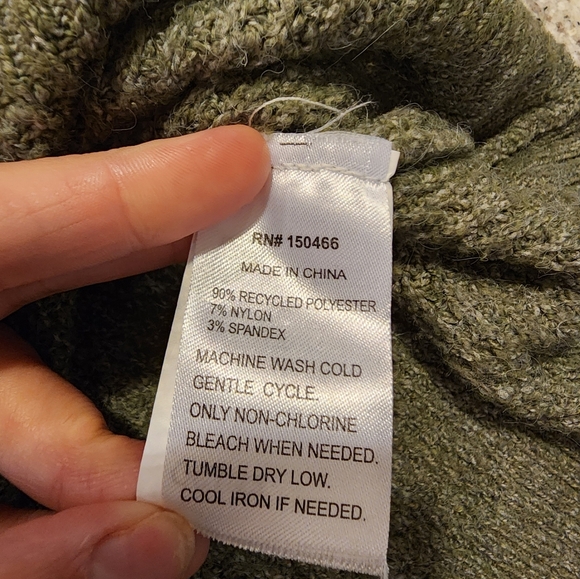 RN# 150466
MADE IN CHINA
90% RECYCLED POLYESTER
7% NYLON
3% SPANDEX
MACHINE WASH COLD
GENTLE CYCLE.
ONLY NON-CHLORINE
BLEACH WHEN NEEDED.
TUMBLE DRY LOW.
COOL IRON IF NEEDED.